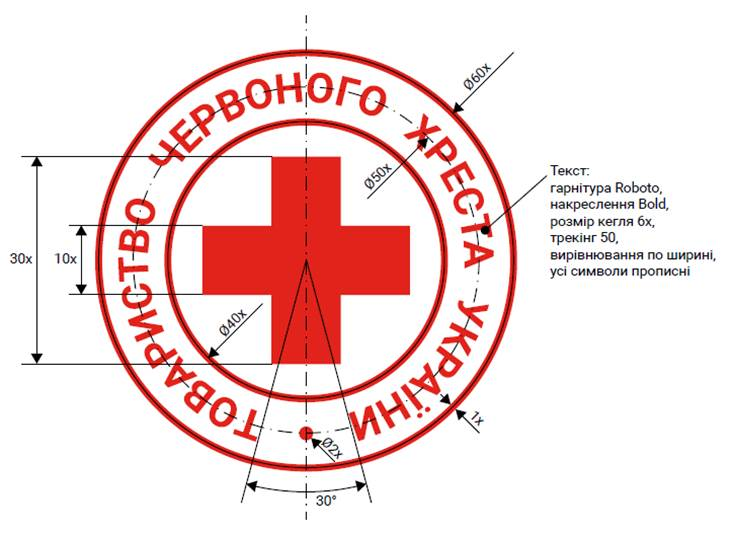 ТОВАРИСТВО ЧЕРВОНОГО ХРЕСТА УКРАЇНИ
Ø60x
Ø50x
Текст:
гарнітура Roboto,
накреслення Bold,
розмір кегля 6x,
трекінг 50,
вирівнювання по ширині,
усі символи прописні
30x
10x
Ø40x
1x
Ø2x
30°